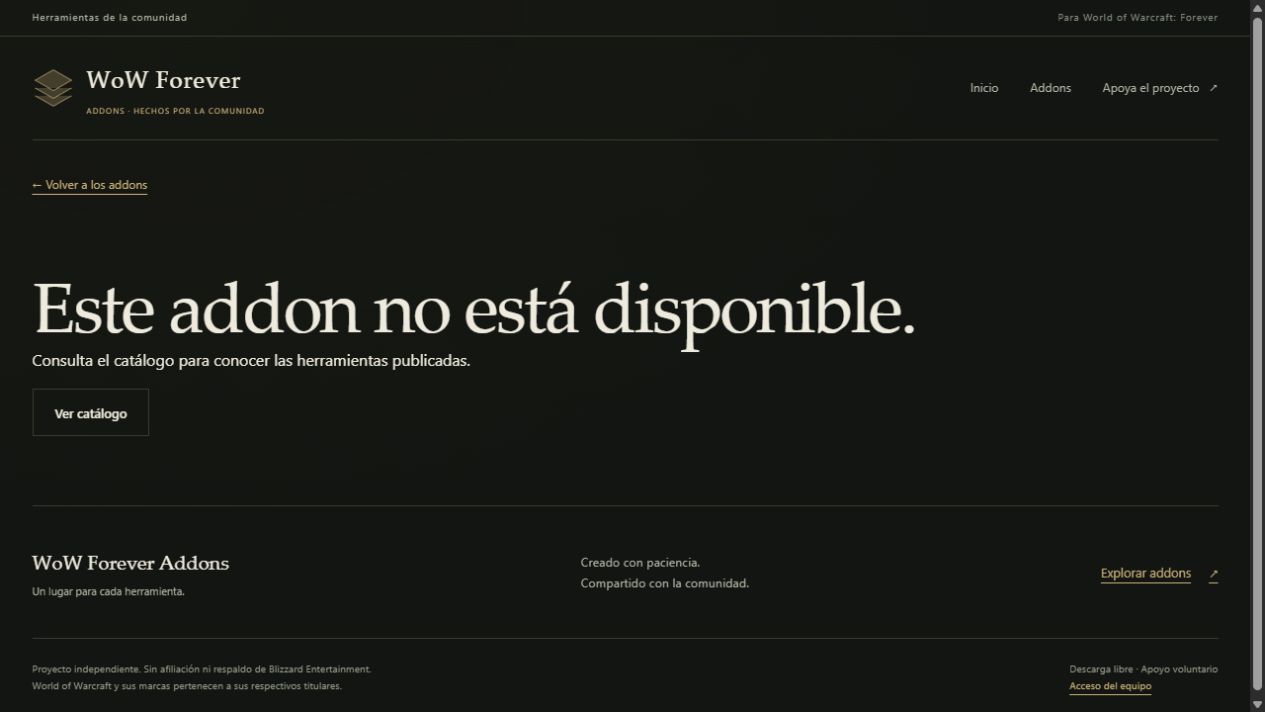 Herramientas de la comunidad
Para World of Warcraft: Forever
WoW Forever
ADDONS · HECHOS POR LA COMUNIDAD
Inicio
Addons
Apoya el proyecto ↗
← Volver a los addons
Este addon no está disponible.
Consulta el catálogo para conocer las herramientas publicadas.
Ver catálogo
WoW Forever Addons
Un lugar para cada herramienta.
Creado con paciencia.
Compartido con la comunidad.
Explorar addons ↗
Proyecto independiente. Sin afiliación ni respaldo de Blizzard Entertainment.
World of Warcraft y sus marcas pertenecen a sus respectivos titulares.
Descarga libre · Apoyo voluntario
Acceso del equipo